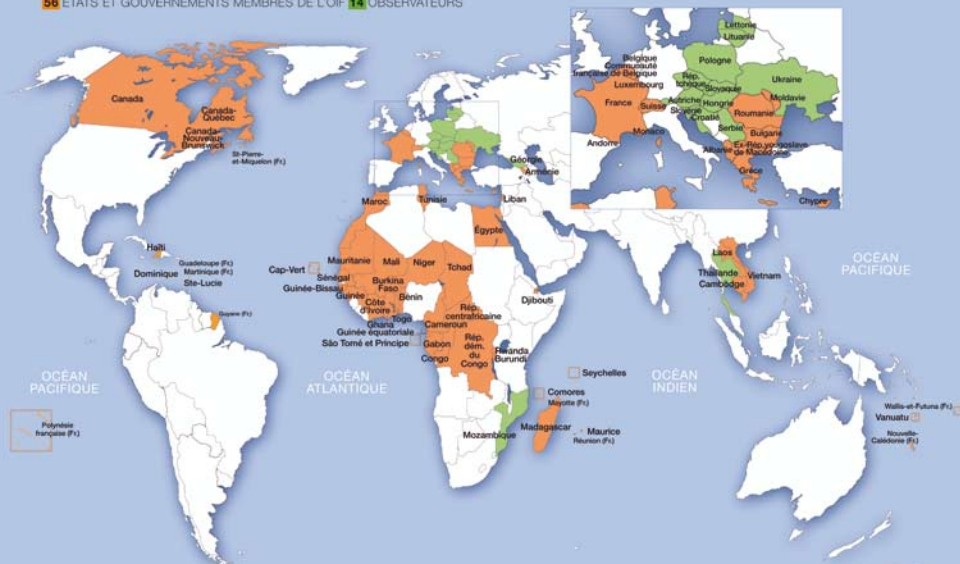 56 ÉTATS ET GOUVERNEMENTS MEMBRES DE L'OIF 14 OBSERVATEURS
Canada
Canada-
Québec
Canada-
Nouveau-
Brunswick
St-Pierre-
et-Miquelon (Fr.)
Haïti
Guadeloupe (Fr.)
Dominique
Martinique (Fr.)
Ste-Lucie
Guyane (Fr.)
OCÉAN
PACIFIQUE
Polynésie
française (Fr.)
OCÉAN
ATLANTIQUE
Maroc
Tunisie
Égypte
Liban
Géorgie
Arménie
Cap-Vert
Mauritanie
Mali
Niger
Tchad
Sénégal
Guinée-Bissau
Guinée
Burkina
Faso
Bénin
Côte
d'Ivoire
Togo
Ghana
Guinée équatoriale
São Tomé et Príncipe
Cameroun
Gabon
Congo
Rép.
centrafricaine
Rép.
dém.
du
Congo
Djibouti
Rwanda
Burundi
Mozambique
Madagascar
Seychelles
Comores
Mayotte (Fr.)
Maurice
Réunion (Fr.)
OCÉAN
INDIEN
Laos
Thaïlande
Cambodge
Vietnam
OCÉAN
PACIFIQUE
Wallis-et-Futuna (Fr.)
Vanuatu
Nouvelle-
Calédonie (Fr.)
Lettonie
Lituanie
Belgique
Communauté
française de Belgique
Luxembourg
Pologne
Rép.
tchèque
Slovaquie
Ukraine
Moldavie
France
Suisse
Autriche
Hongrie
Slovénie
Croatie
Roumanie
Serbie
Bulgarie
Monaco
Andorre
Albanie
Ex-Rép.yougoslave
de Macédoine
Grèce
Chypre